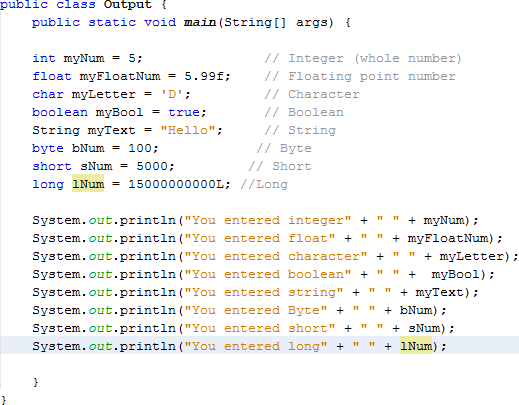 public class Output {
public static void main(String[] args) {
int myNum = 5; // Integer (whole number)
float myFloatNum = 5.99f; // Floating point number
char myLetter = 'D'; // Character
boolean myBool = true; // Boolean
String myText = "Hello"; // String
byte bNum = 100; // Byte
short sNum = 5000; // Short
long lNum = 15000000000L; //Long
System.out.println("You entered integer" + " " + myNum);
System.out.println("You entered float" + " " + myFloatNum);
System.out.println("You entered character" + " " + myLetter);
System.out.println("You entered boolean" + " " +  myBool);
System.out.println("You entered string" + " " + myText);
System.out.println("You entered Byte" + " " + bNum);
System.out.println("You entered short" + " " + sNum);
System.out.println("You entered long" + " " + lNum);
}
}